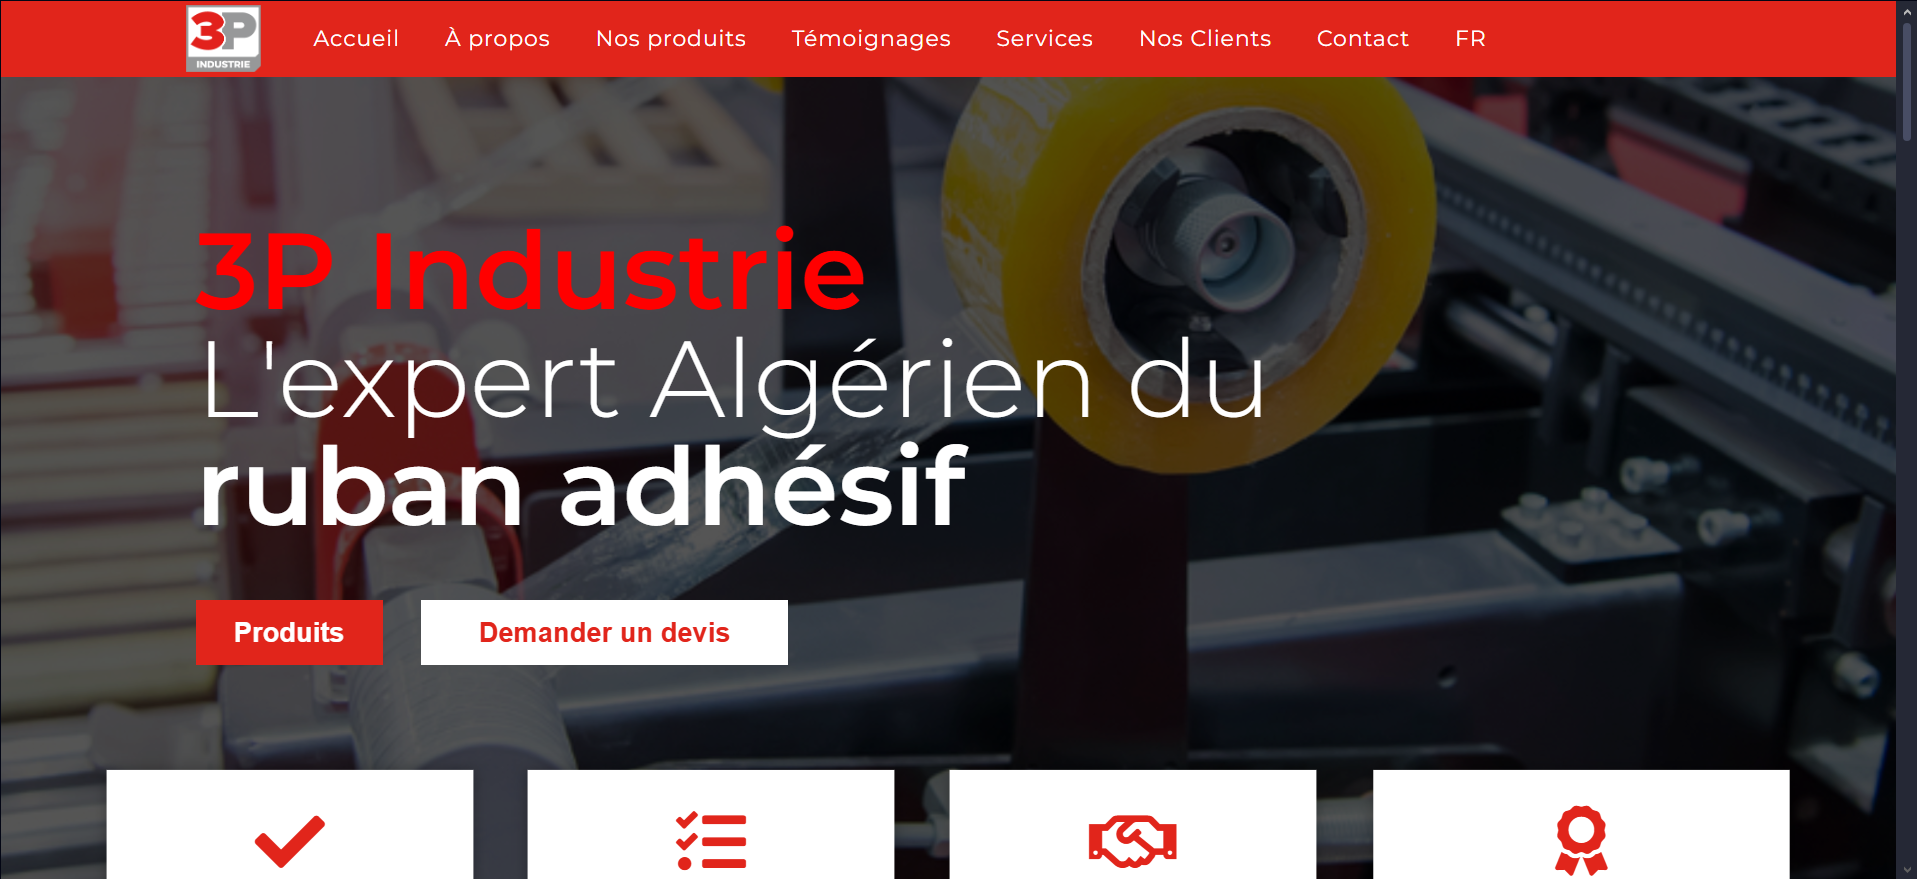 3P
INDUSTRIE
Accueil À propos Nos produits Témoignages Services Nos Clients Contact FR
3P Industrie
L'expert Algérien du
ruban adhésif
Produits Demander un devis